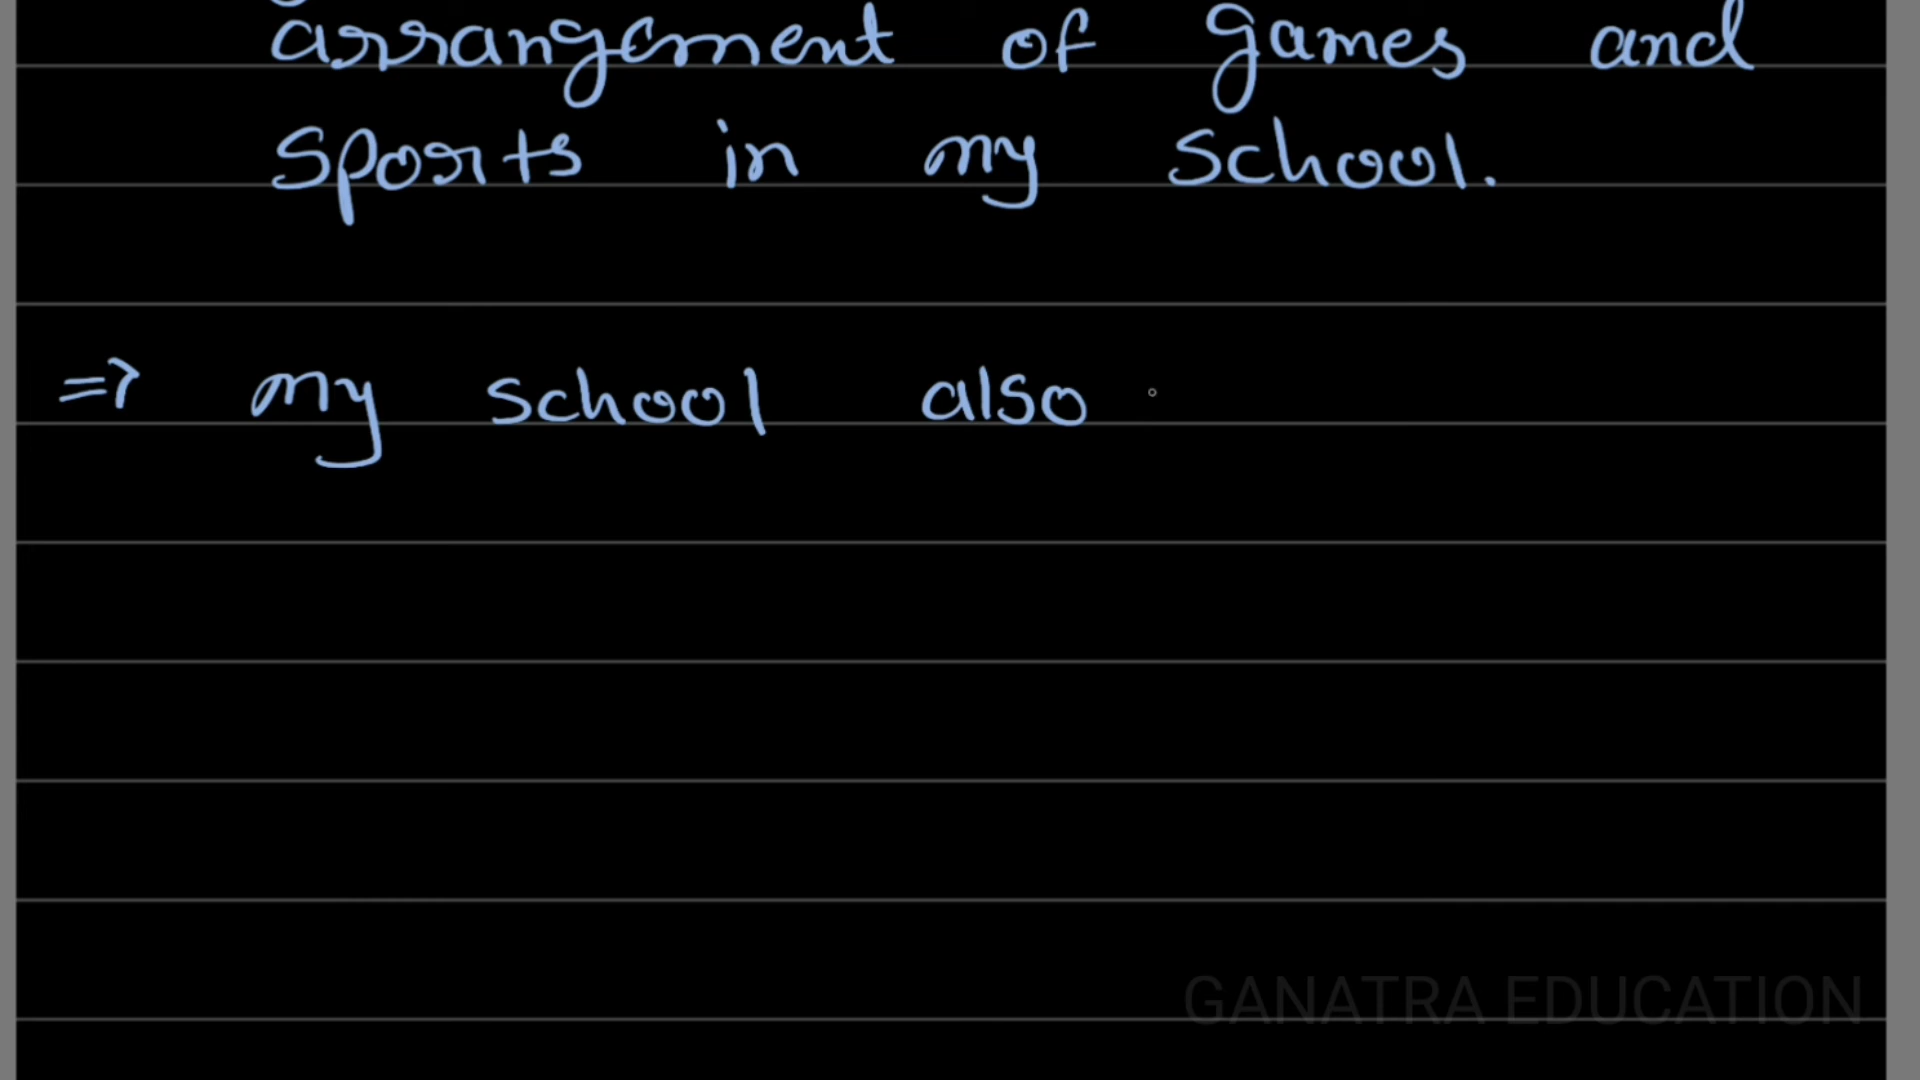 arrangement of games and
sports in my school.
=> my school also
GANATRA EDUCATION